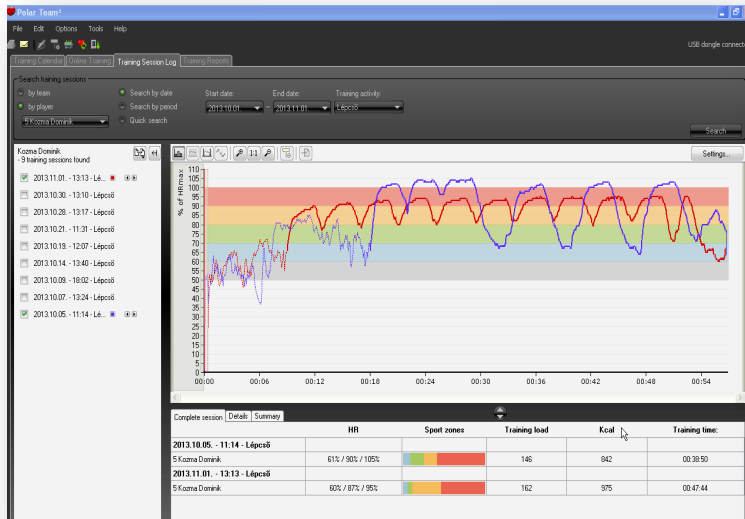 Polar Team²
File Edit Options Tools Help
USB dongle connect
Training Calendar Online Training Training Session Log Training Reports
Search training sessions
by team Search by date Start date: End date: Training activity:
by player Search by period 2013.10.01. - 2013.11.01. Lépcső
5 Kozma Dominik Quick search
Search
Kozma Dominik
- 9 training sessions found
1:1
Settings...
2013.11.01. - 13:13 - Lé...
2013.10.30. - 13:10 - Lépcső
2013.10.28. - 13:17 - Lépcső
2013.10.21. - 11:31 - Lépcső
2013.10.19. - 12:07 - Lépcső
2013.10.14. - 13:40 - Lépcső
2013.10.09. - 18:02 - Lépcső
2013.10.07. - 13:24 - Lépcső
2013.10.05. - 11:14 - Lé...
% of HRmax
110
105
100
95
90
85
80
75
70
65
60
55
50
45
40
35
30
25
20
15
10
5
0
00:00 00:06 00:12 00:18 00:24 00:30 00:36 00:42 00:48 00:54
Complete session Details Summary
HR Sport zones Training load Kcal Training time:
2013.10.05. - 11:14 - Lépcső
5 Kozma Dominik 61% / 90% / 105% 146 842 00:38:50
2013.11.01. - 13:13 - Lépcső
5 Kozma Dominik 60% / 87% / 95% 162 975 00:47:44